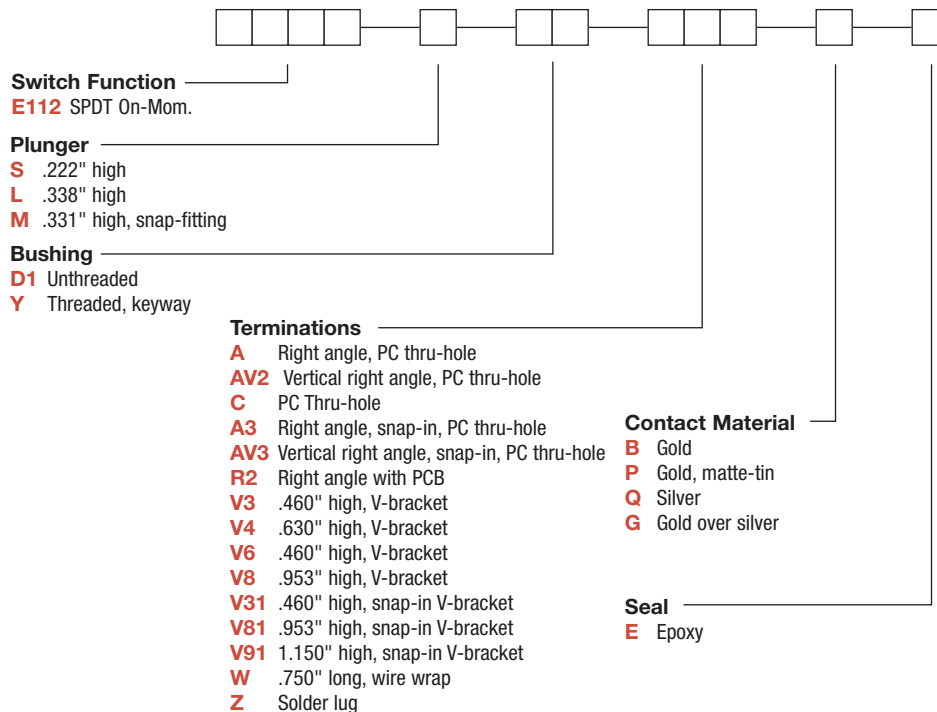 Switch Function
E112 SPDT On-Mom.
Plunger
S .222" high
L .338" high
M .331" high, snap-fitting
Bushing
D1 Unthreaded
Y Threaded, keyway
Terminations
A Right angle, PC thru-hole
AV2 Vertical right angle, PC thru-hole
C PC Thru-hole
A3 Right angle, snap-in, PC thru-hole
AV3 Vertical right angle, snap-in, PC thru-hole
R2 Right angle with PCB
V3 .460" high, V-bracket
V4 .630" high, V-bracket
V6 .460" high, V-bracket
V8 .953" high, V-bracket
V31 .460" high, snap-in V-bracket
V81 .953" high, snap-in V-bracket
V91 1.150" high, snap-in V-bracket
W .750" long, wire wrap
Z Solder lug
Contact Material
B Gold
P Gold, matte-tin
Q Silver
G Gold over silver
Seal
E Epoxy